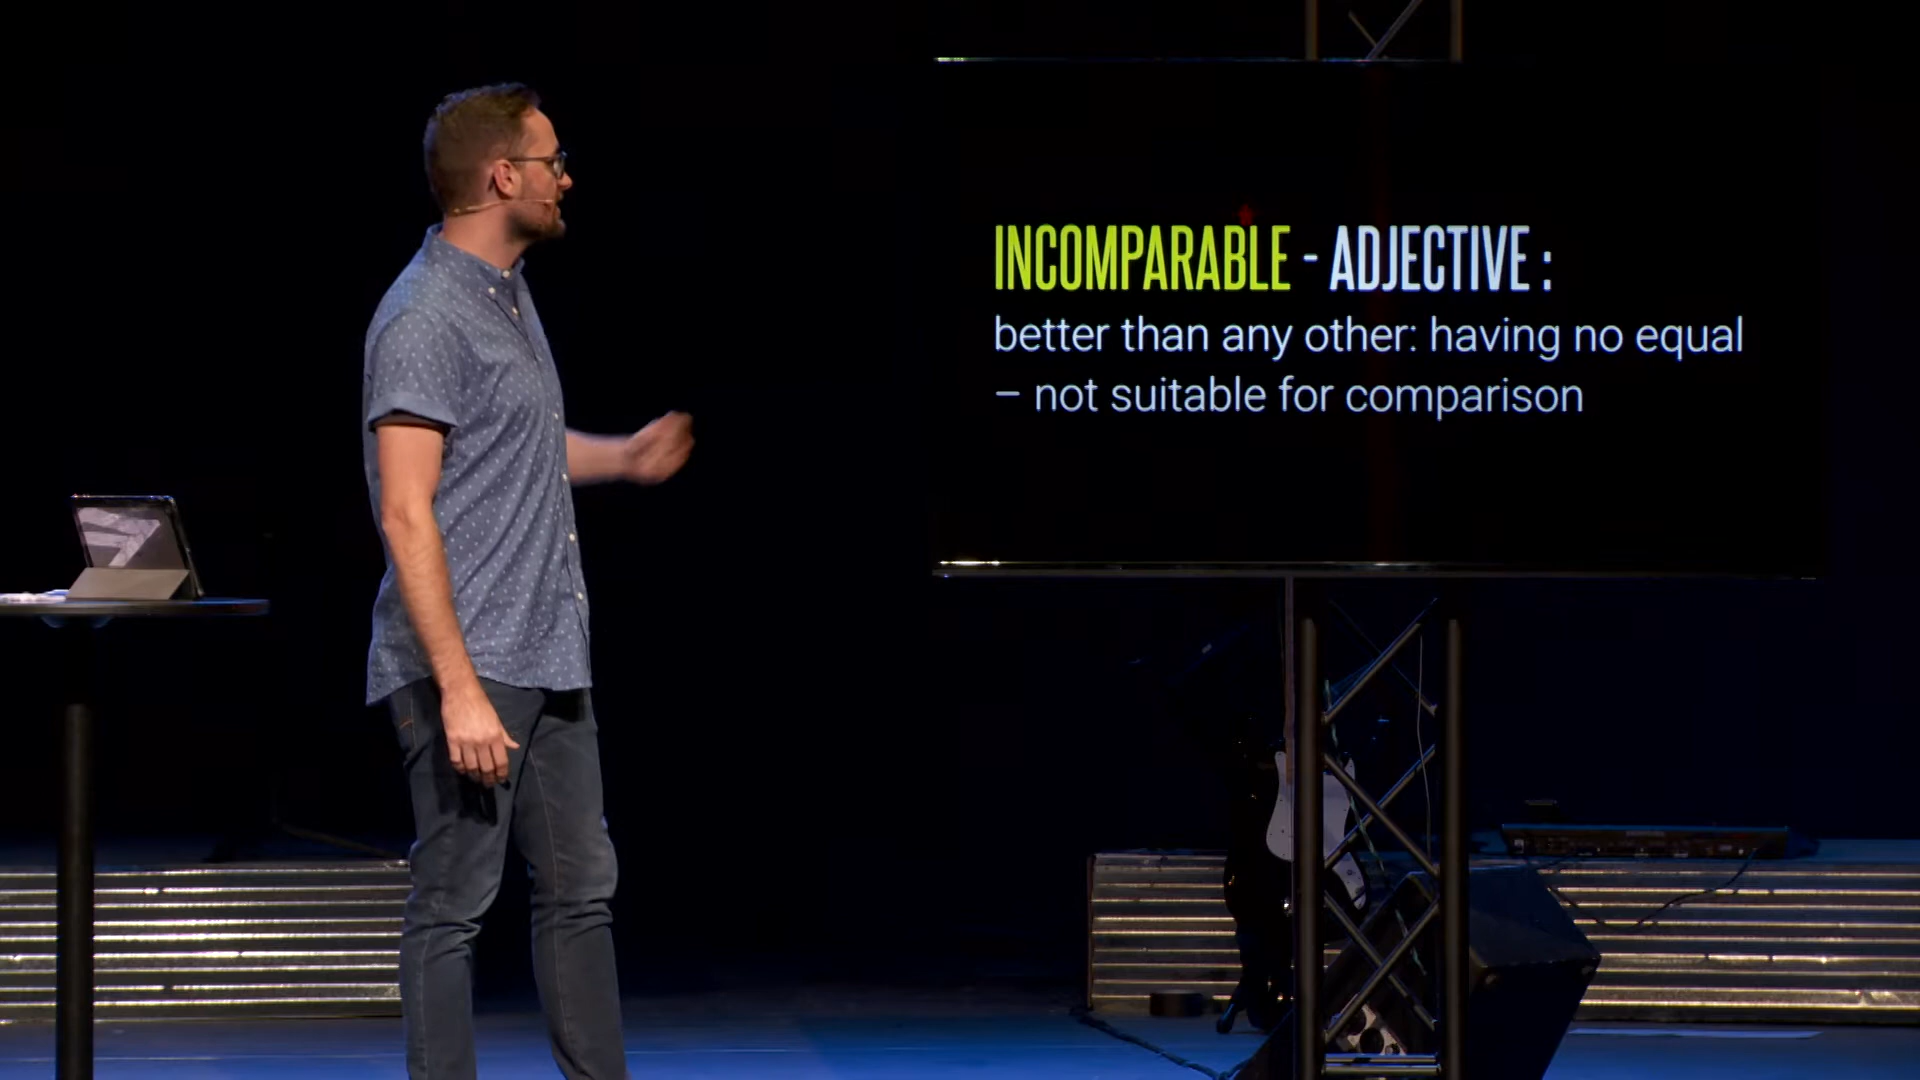 INCOMPARABLE - ADJECTIVE :
better than any other: having no equal
– not suitable for comparison